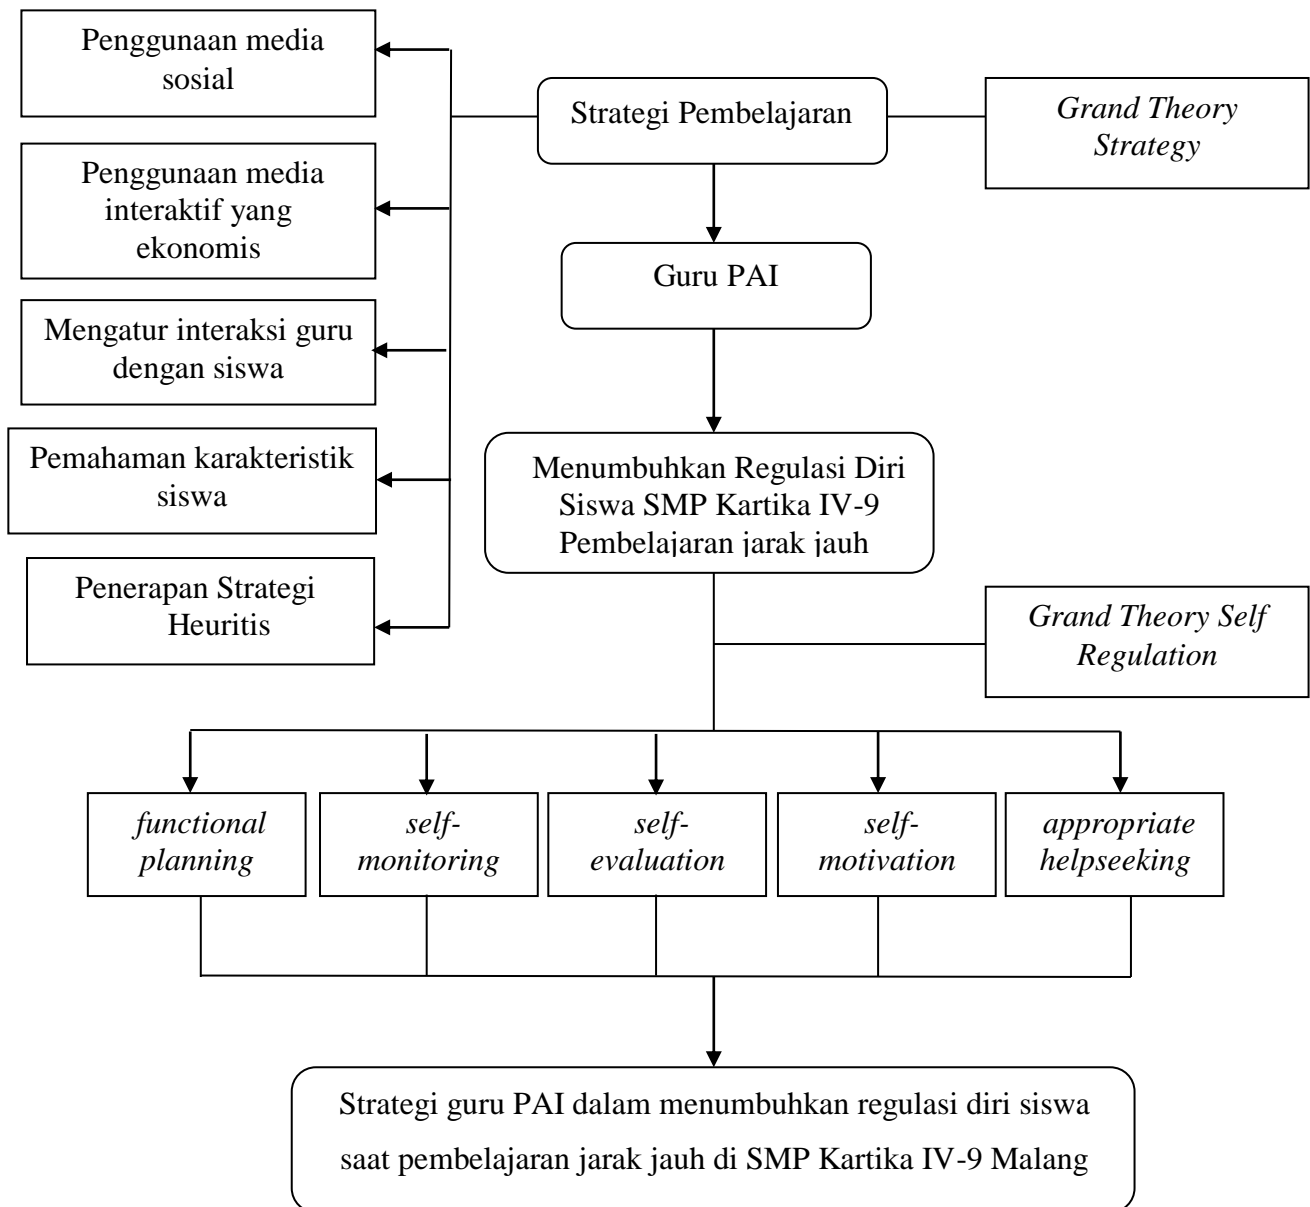 Penggunaan media
sosial
Strategi Pembelajaran
Grand Theory
Strategy
Penggunaan media
interaktif yang
ekonomis
Guru PAI
Mengatur interaksi guru
dengan siswa
Pemahaman karakteristik
siswa
Menumbuhkan Regulasi Diri
Siswa SMP Kartika IV-9
Pembelajaran jarak jauh
Penerapan Strategi
Heuritis
Grand Theory Self
Regulation
functional
planning
self-
monitoring
self-
evaluation
self-
motivation
appropriate
helpseeking
Strategi guru PAI dalam menumbuhkan regulasi diri siswa
saat pembelajaran jarak jauh di SMP Kartika IV-9 Malang